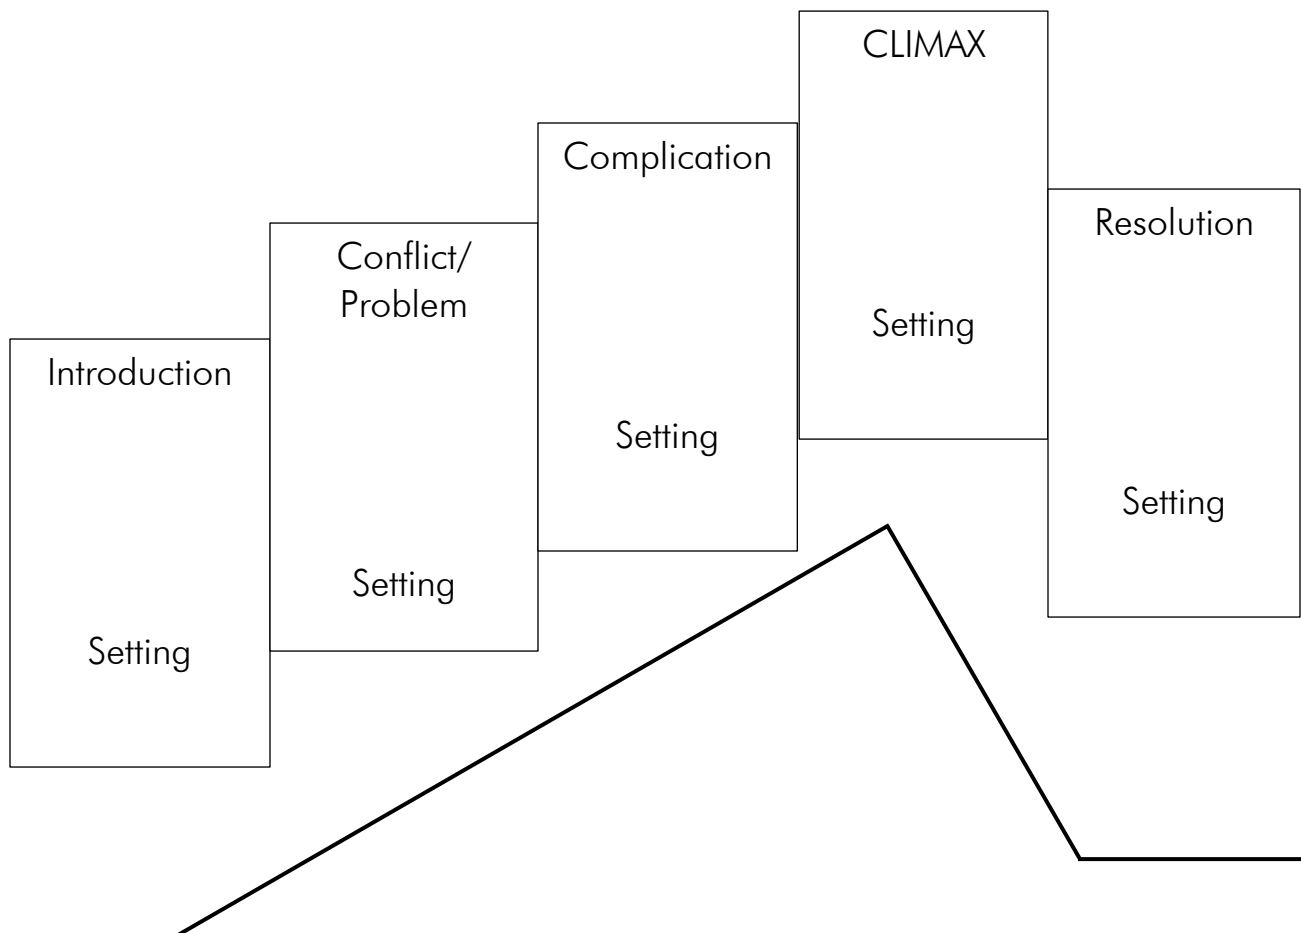 Introduction
Setting
Conflict/
Problem
Setting
Complication
Setting
CLIMAX
Setting
Resolution
Setting